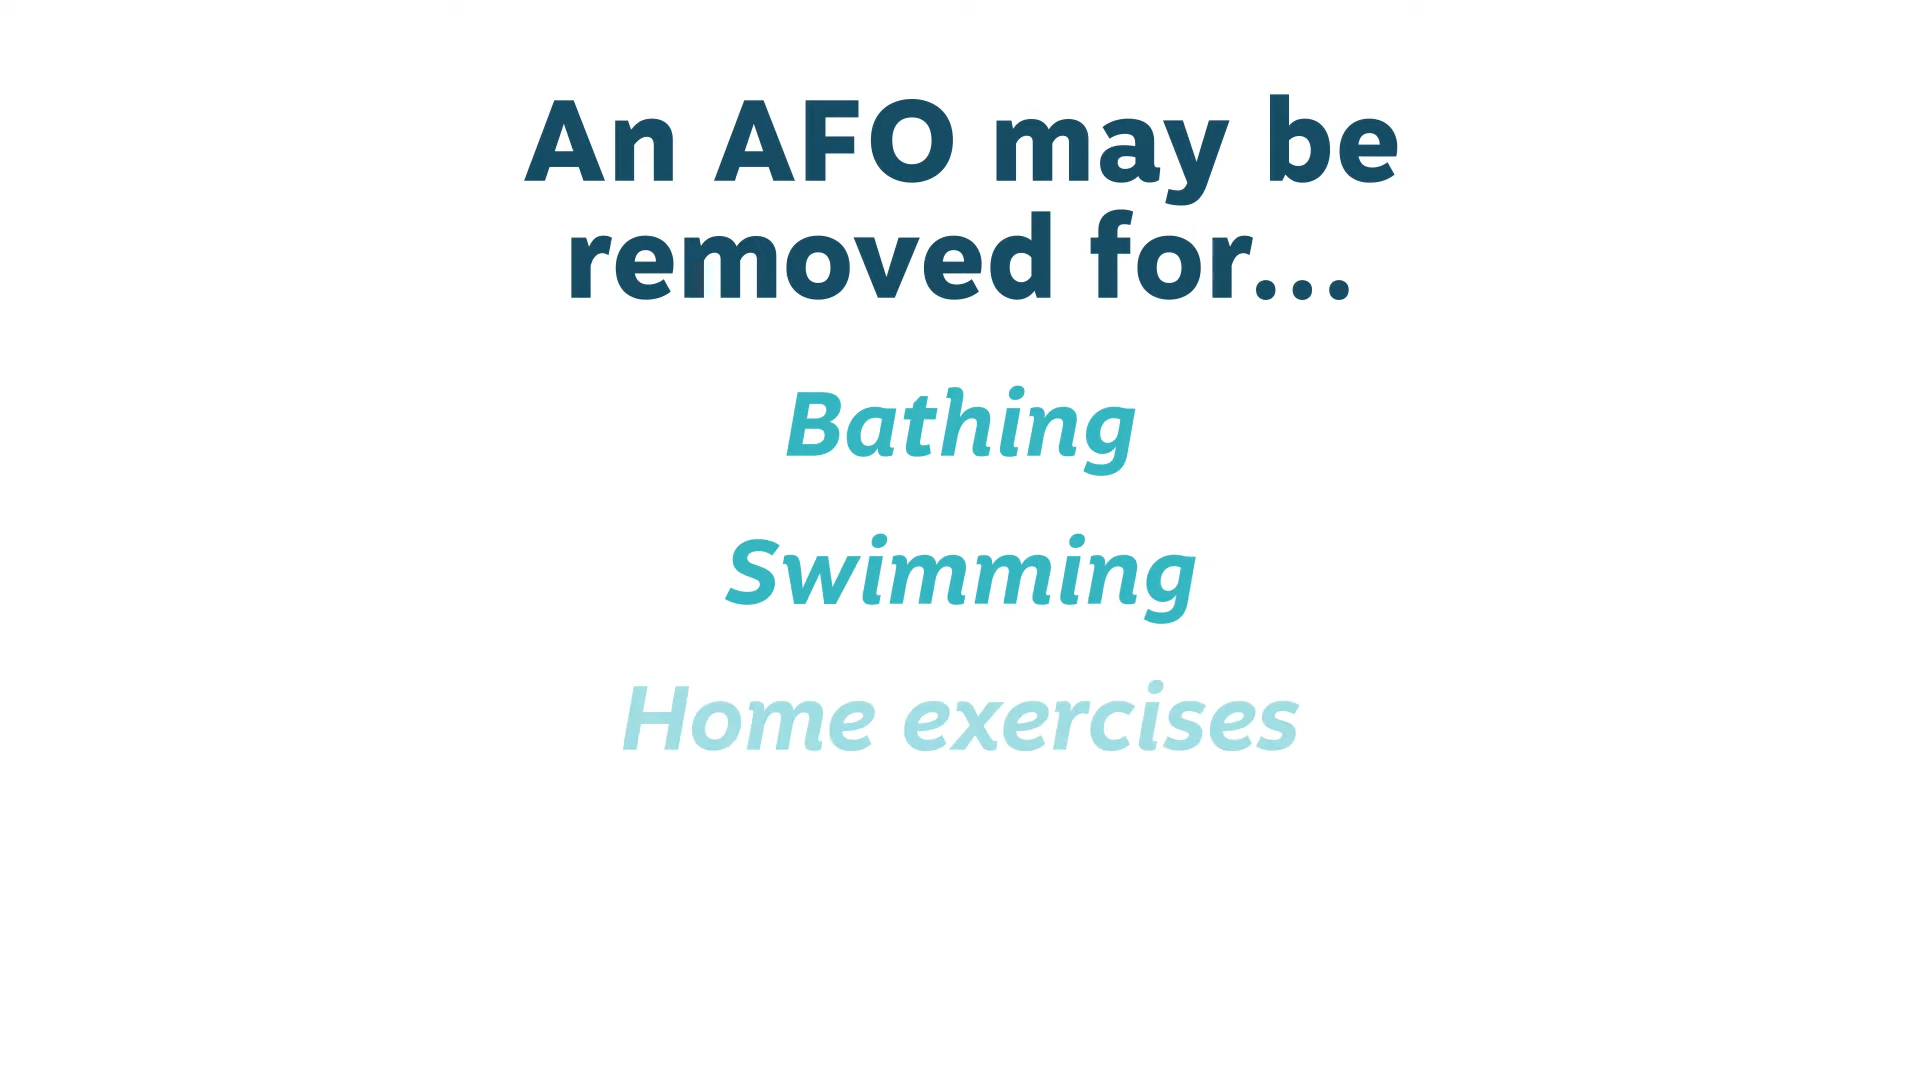 An AFO may be
removed for...
Bathing
Swimming
Home exercises